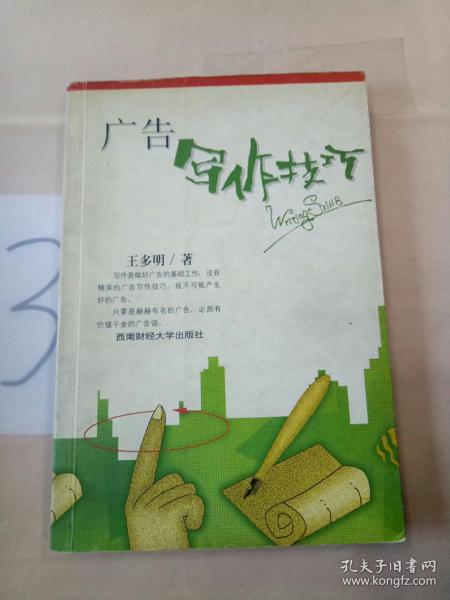 广告
写作技巧
Writings Skills
王多明/著
写作是做好广告的基础工作，没有
精深的广告写作技巧，就不可能产生
好的广告。
只要是赫赫有名的广告，必然有
价值千金的广告语。
西南财经大学出版社
3
孔夫子旧书网
www.kongfz.com